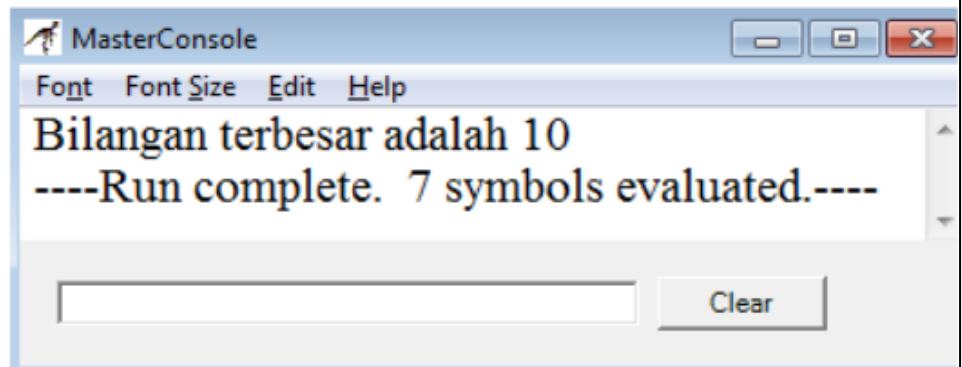 MasterConsole
Font Font Size Edit Help
Bilangan terbesar adalah 10
----Run complete.  7 symbols evaluated.----
Clear